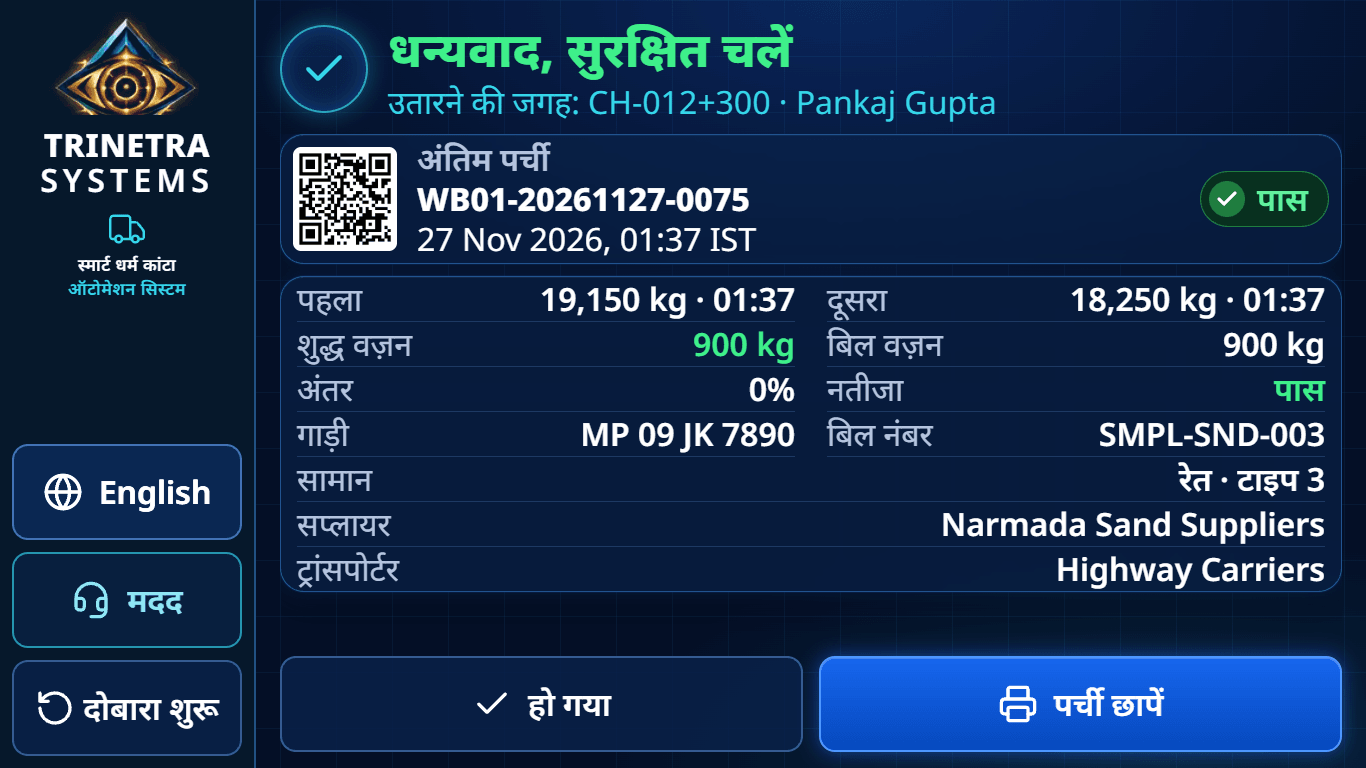 TRINETRA
SYSTEMS
स्मार्ट धर्म कांटा
ऑटोमेशन सिस्टम
English
मदद
दोबारा शुरू
धन्यवाद, सुरक्षित चलें
उतारने की जगह: CH-012+300 · Pankaj Gupta
अंतिम पर्ची
WB01-20261127-0075
27 Nov 2026, 01:37 IST
पास
पहला 19,150 kg · 01:37 दूसरा 18,250 kg · 01:37
शुद्ध वज़न 900 kg बिल वज़न 900 kg
अंतर 0% नतीजा पास
गाड़ी MP 09 JK 7890 बिल नंबर SMPL-SND-003
सामान रेत · टाइप 3
सप्लायर Narmada Sand Suppliers
ट्रांसपोर्टर Highway Carriers
हो गया
पर्ची छापें